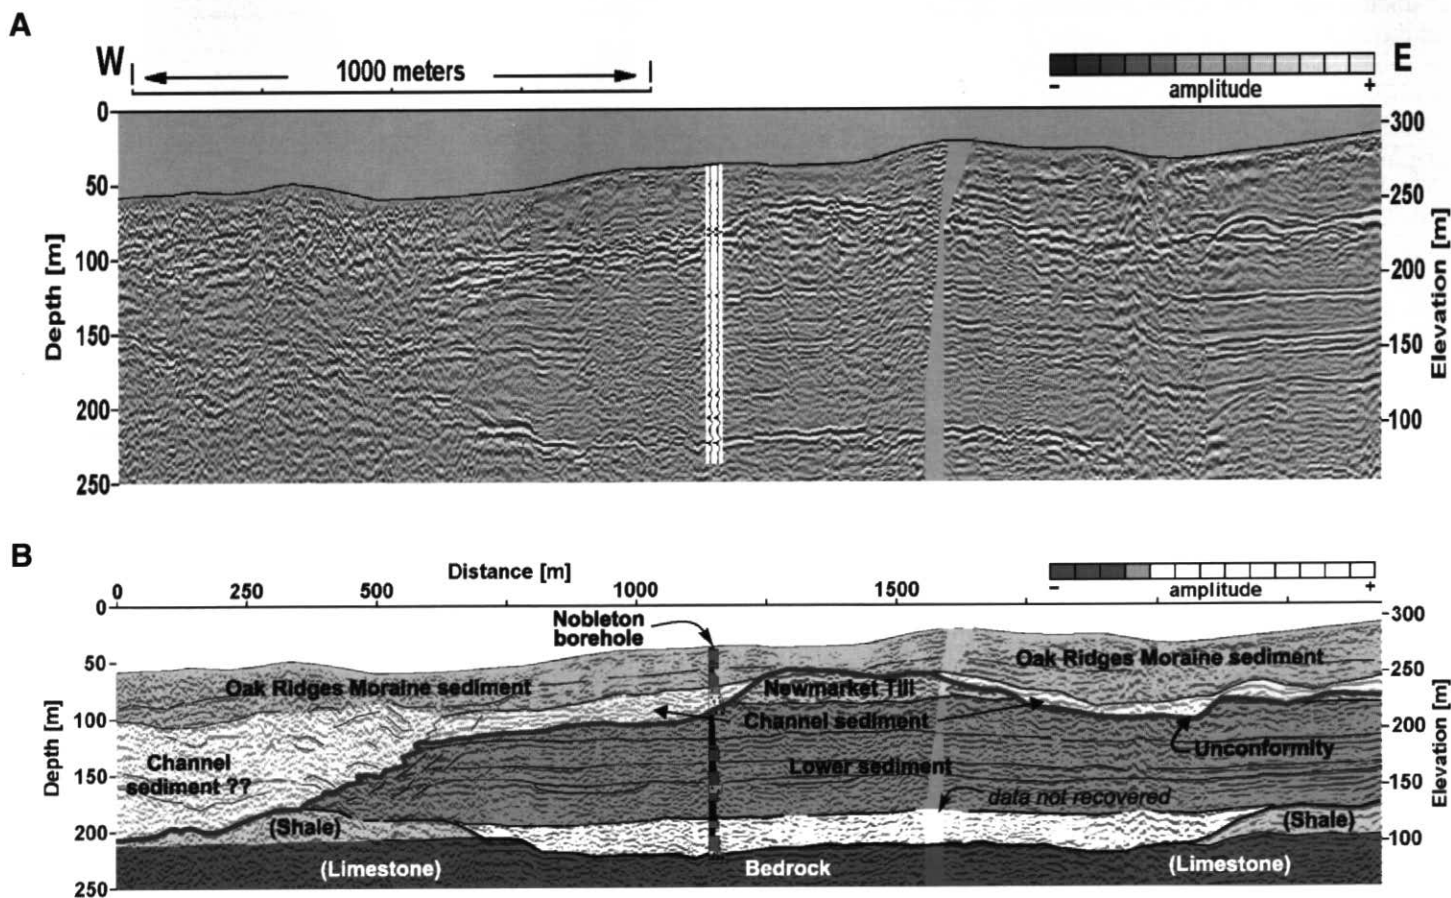 A
W
1000 meters
E
- amplitude +
0
50
100
150
200
250
Depth [m]
300
250
200
150
100
Elevation [m]
B
Distance [m]
0 250 500 1000 1500
- amplitude +
0
50
100
150
200
250
Depth [m]
300
250
200
150
100
Elevation [m]
Nobleton
borehole
Oak Ridges Moraine sediment
Oak Ridges Moraine sediment
Newmarket Till
Channel sediment
Unconformity
Channel
sediment ??
Lower sediment
data not recovered
(Shale)
(Shale)
(Limestone)
Bedrock
(Limestone)